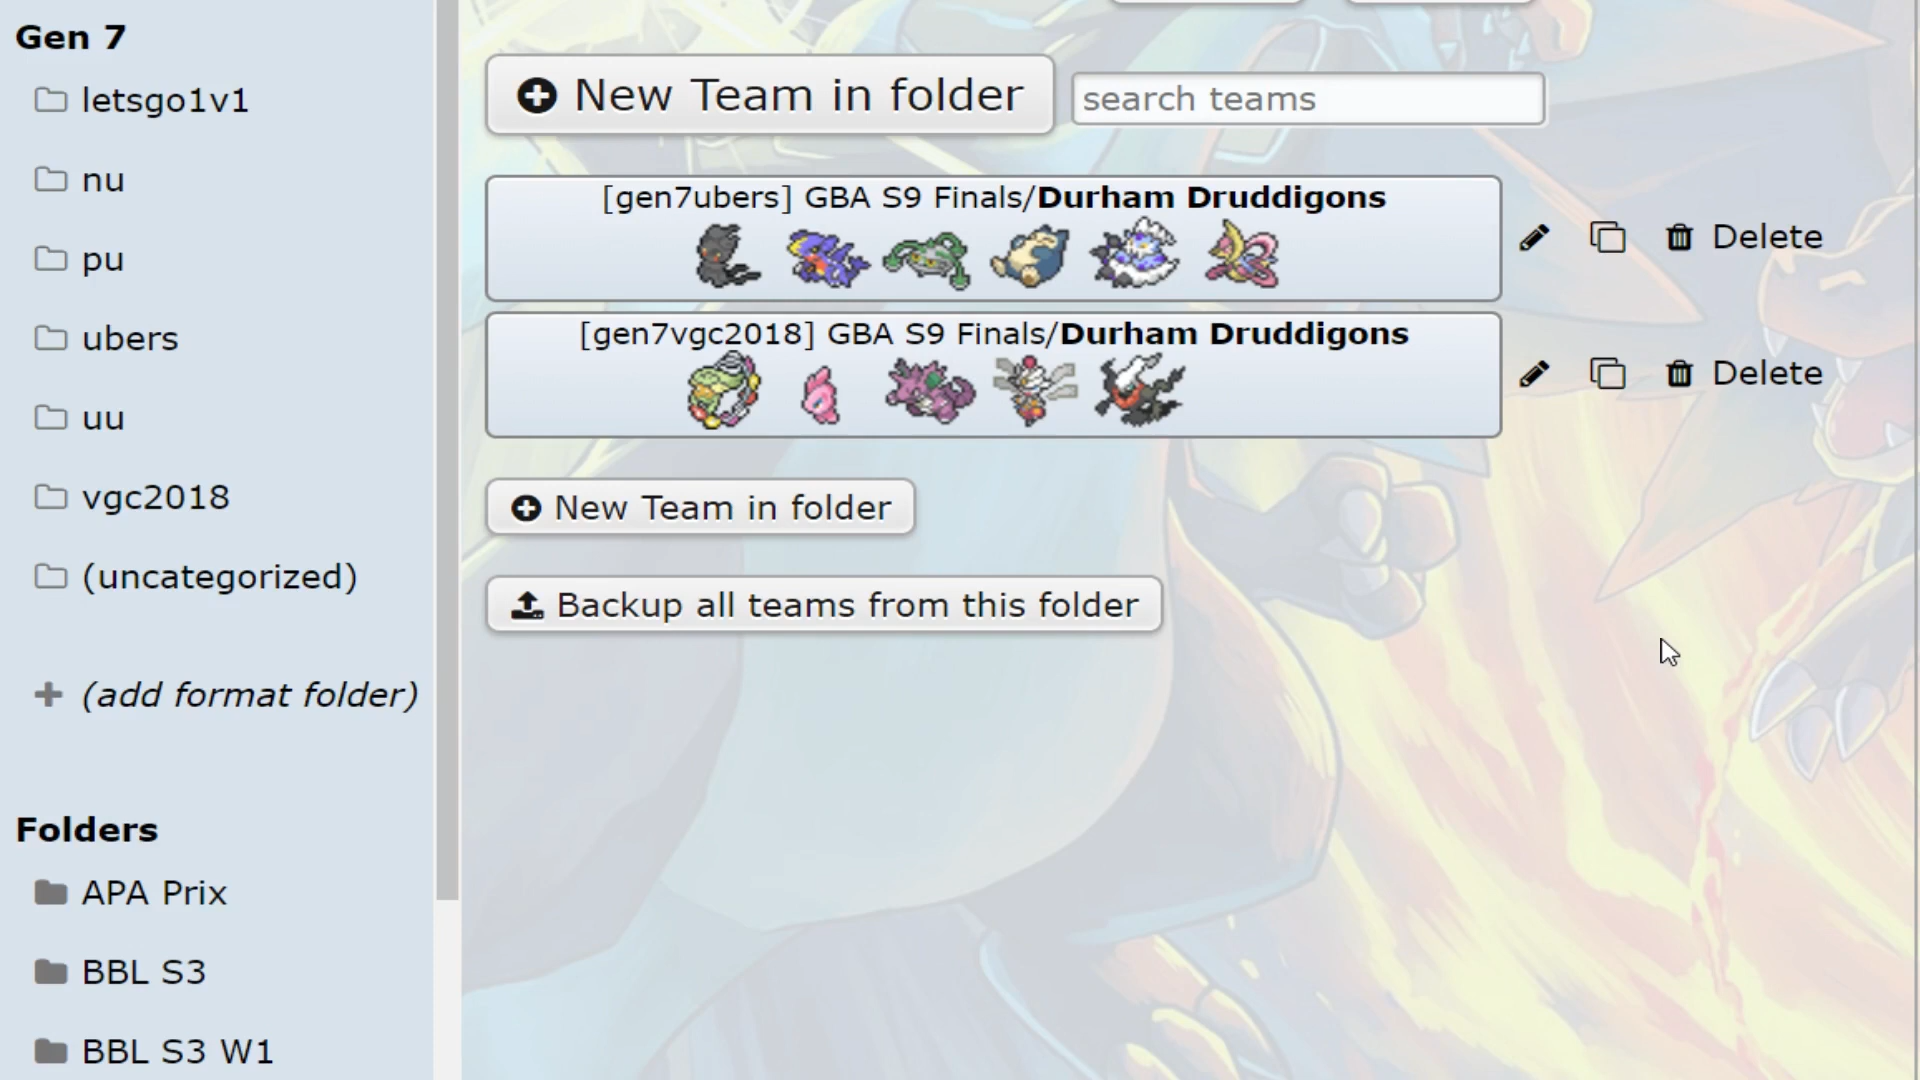 Gen 7
letsgo1v1
nu
pu
ubers
uu
vgc2018
(uncategorized)
(add format folder)
Folders
APA Prix
BBL S3
BBL S3 W1
New Team in folder
search teams
[gen7ubers] GBA S9 Finals/Durham Druddigons
Delete
[gen7vgc2018] GBA S9 Finals/Durham Druddigons
Delete
New Team in folder
Backup all teams from this folder